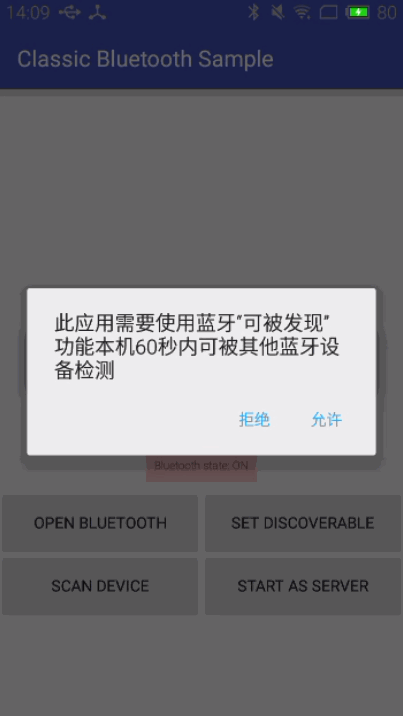 14:09
80
Classic Bluetooth Sample
此应用需要使用蓝牙“可被发现”
功能本机60秒内可被其他蓝牙设
备检测
拒绝 允许
Bluetooth state: ON
OPEN BLUETOOTH SET DISCOVERABLE
SCAN DEVICE START AS SERVER